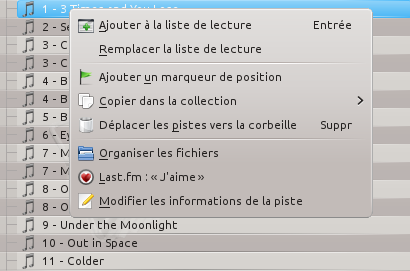 1 - 3 Times and You Lose
Ajouter à la liste de lecture Entrée
2 - Se
Remplacer la liste de lecture
3 - C
3 - C
4 - B
Ajouter un marqueur de position
4 - B
Copier dans la collection
5 - B
Déplacer les pistes vers la corbeille Suppr
6 - Ey
7 - M
Organiser les fichiers
7 - M
Last.fm : « J'aime »
8 - O
8 - O
Modifier les informations de la piste
9 - Under the Moonlight
10 - Out in Space
11 - Colder